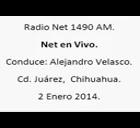 Radio Net 1490 AM.
Net en Vivo.
Conduce: Alejandro Velasco.
Cd. Juárez,  Chihuahua.
2 Enero 2014.